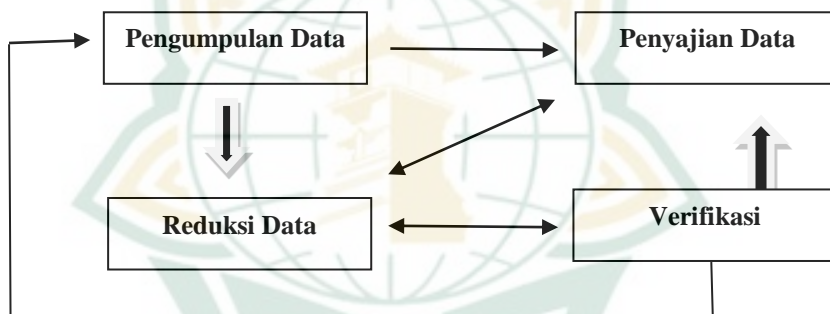 Pengumpulan Data
Penyajian Data
Reduksi Data
Verifikasi